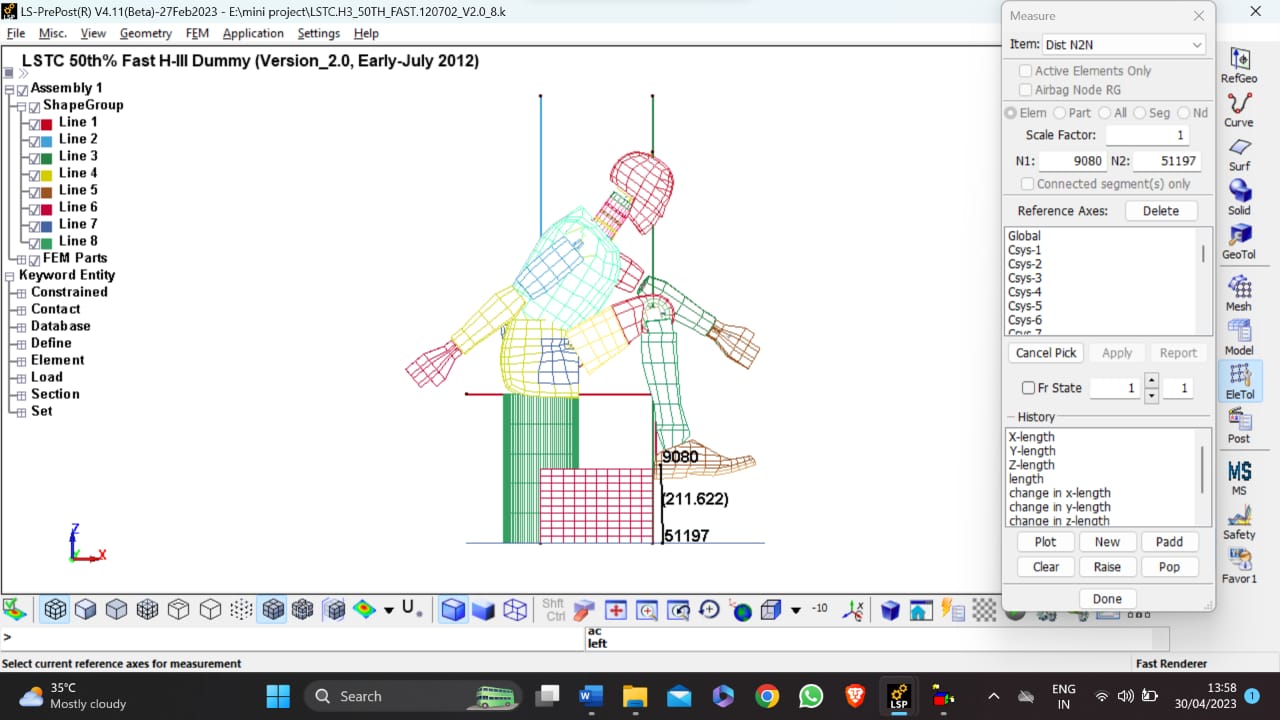 LS-PrePost(R) V4.11(Beta)-27Feb2023 - E:\mini project\LSTC.H3_50TH_FAST.120702_V2.0_8.k
File Misc. View Geometry FEM Application Settings Help
LSTC 50th% Fast H-III Dummy (Version_2.0, Early-July 2012)
Assembly 1
ShapeGroup
Line 1
Line 2
Line 3
Line 4
Line 5
Line 6
Line 7
Line 8
FEM Parts
Keyword Entity
Constrained
Contact
Database
Define
Element
Load
Section
Set
9080
(211.622)
51197
Z
X
Measure
Item: Dist N2N
Active Elements Only
Airbag Node RG
Elem Part All Seg Nd
Scale Factor: 1
N1: 9080 N2: 51197
Connected segment(s) only
Reference Axes: Delete
Global
Csys-1
Csys-2
Csys-3
Csys-4
Csys-5
Csys-6
Csys-7
Cancel Pick Apply Report
Fr State 1 1
History
X-length
Y-length
Z-length
length
change in x-length
change in y-length
change in z-length
Plot New Padd
Clear Raise Pop
Done
RefGeo
Curve
Surf
Solid
GeoTol
Mesh
Model
EleTol
Post
MS
MS
Safety
Favor1
U.
Shft
Ctrl
-10
>
ac
left
Select current reference axes for measurement
Fast Renderer
35°C
Mostly cloudy
Search
LSP
ENG
IN
13:58
30/04/2023
1